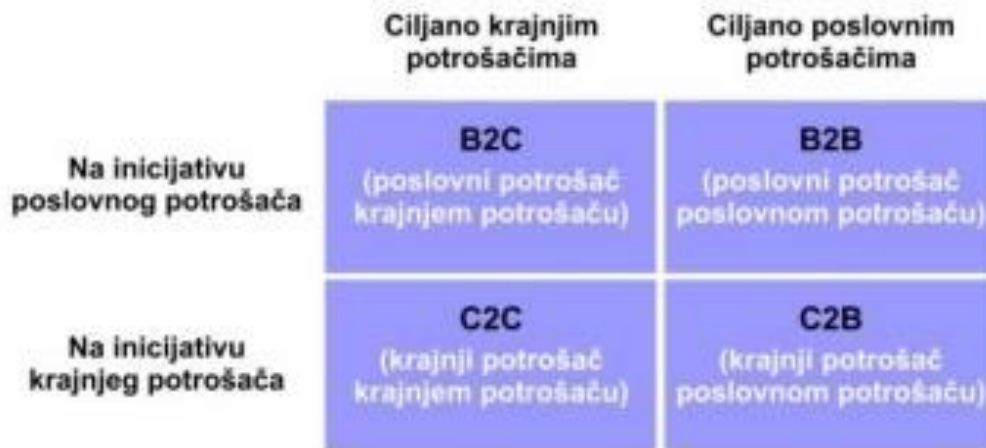 Ciljano krajnjim
potrošačima
Ciljano poslovnim
potrošačima
Na inicijativu
poslovnog potrošača
B2C
(poslovni potrošač
krajnjem potrošaču)
B2B
(poslovni potrošač
poslovnom potrošaču)
Na inicijativu
krajnjeg potrošača
C2C
(krajnji potrošač
krajnjem potrošaču)
C2B
(krajnji potrošač
poslovnom potrošaču)